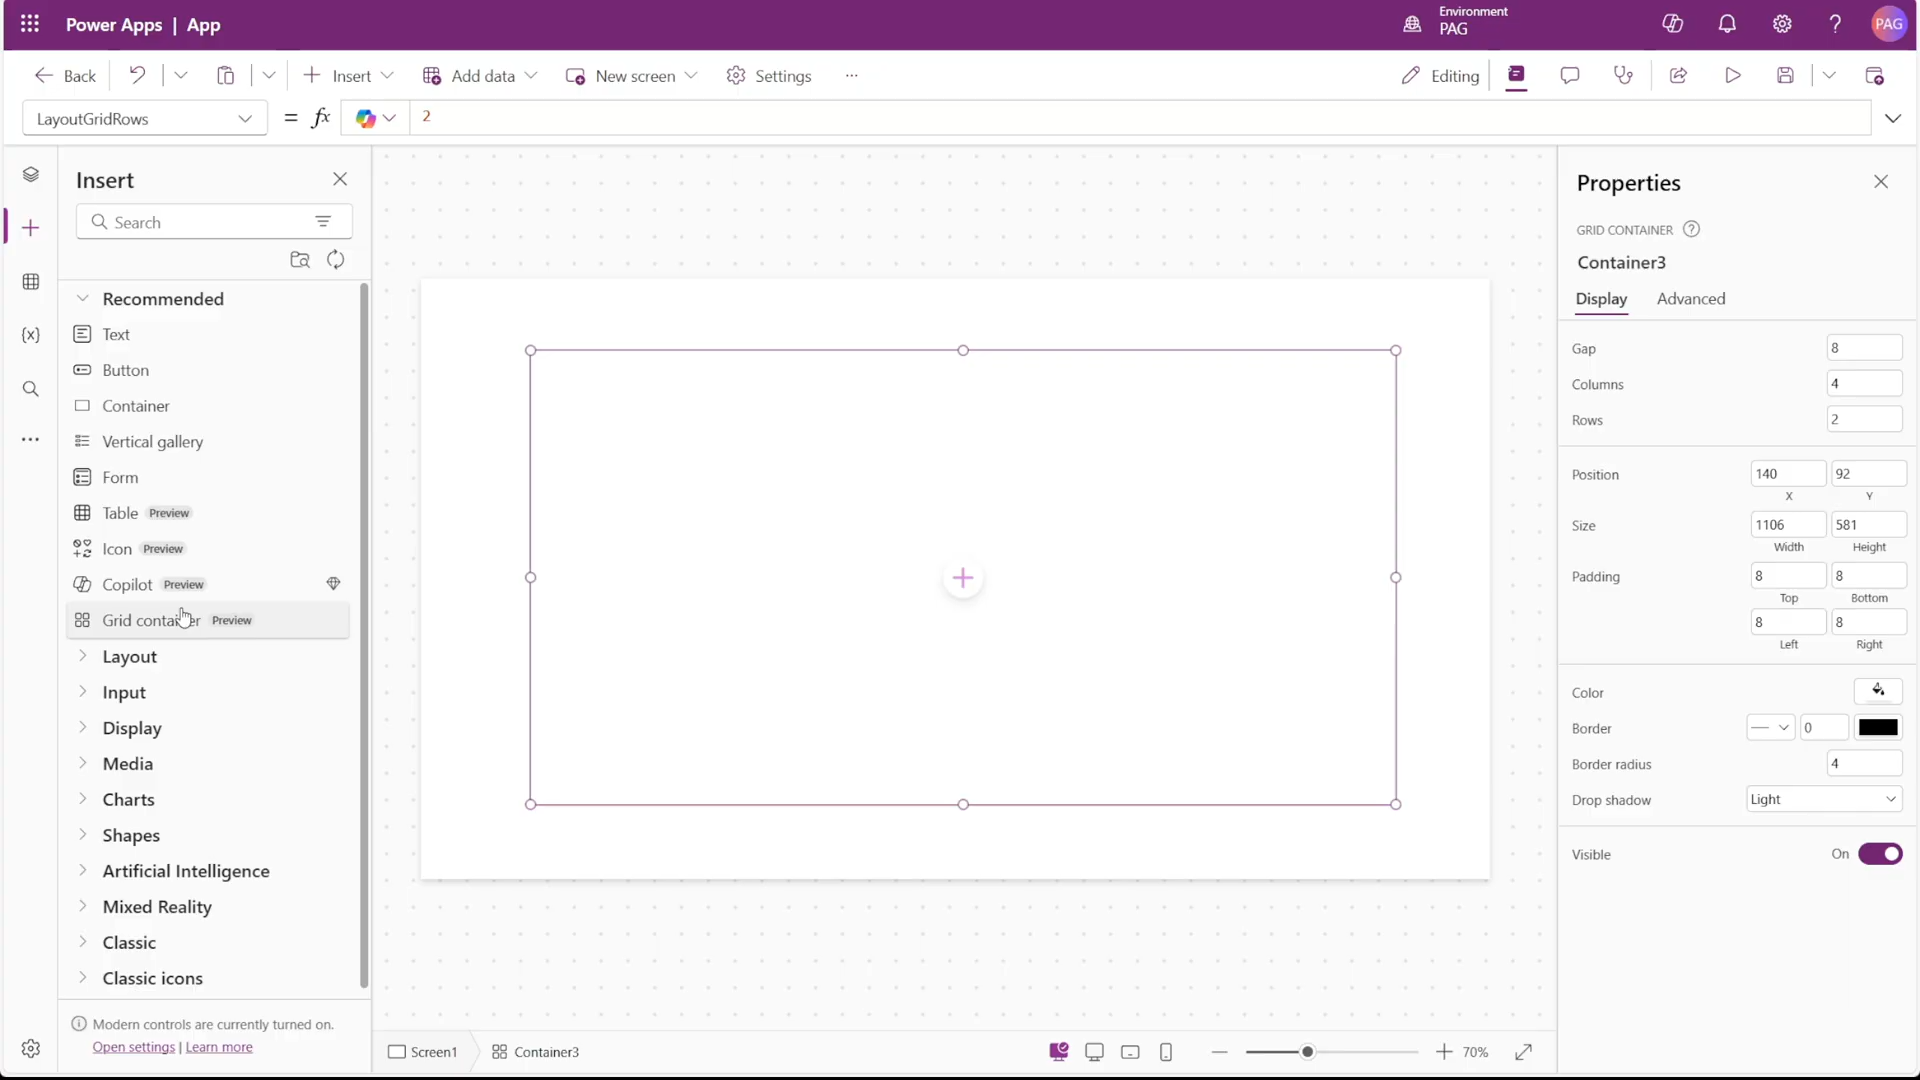 Power Apps | App
Environment
PAG
PAG
Back
Insert
Add data
New screen
Settings
...
Editing
LayoutGridRows
= fx
2
Insert
Search
Recommended
Text
Button
Container
Vertical gallery
Form
Table Preview
Icon Preview
Copilot Preview
Grid container Preview
Layout
Input
Display
Media
Charts
Shapes
Artificial Intelligence
Mixed Reality
Classic
Classic icons
Modern controls are currently turned on.
Open settings | Learn more
Screen1
Container3
70%
Properties
GRID CONTAINER
Container3
Display Advanced
Gap 8
Columns 4
Rows 2
Position 140 92
X Y
Size 1106 581
Width Height
Padding 8 8
Top Bottom
8 8
Left Right
Color
Border 0
Border radius 4
Drop shadow Light
Visible On